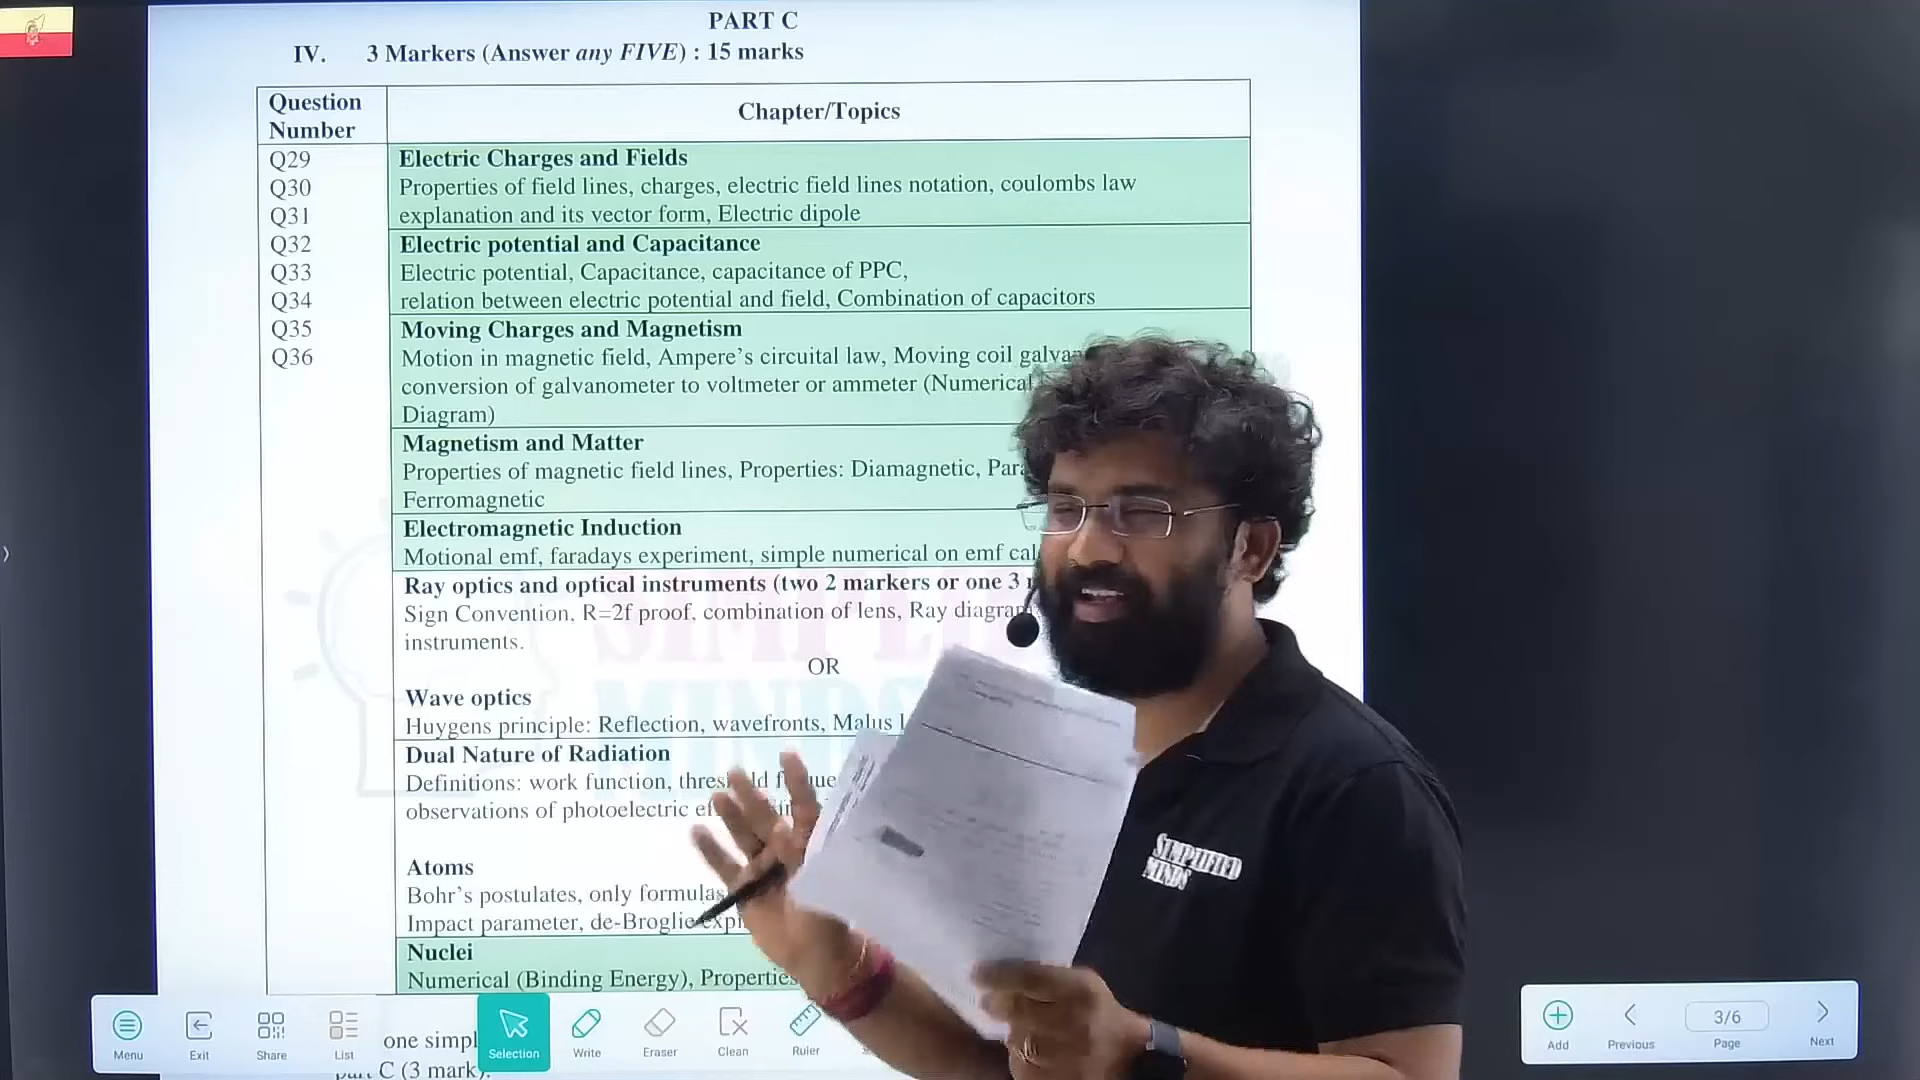 PART C
IV. 3 Markers (Answer any FIVE) : 15 marks
Question
Number
Chapter/Topics
Q29
Q30
Q31
Q32
Q33
Q34
Q35
Q36
Electric Charges and Fields
Properties of field lines, charges, electric field lines notation, coulombs law
explanation and its vector form, Electric dipole
Electric potential and Capacitance
Electric potential, Capacitance, capacitance of PPC,
relation between electric potential and field, Combination of capacitors
Moving Charges and Magnetism
Motion in magnetic field, Ampere's circuital law, Moving coil
conversion of galvanometer to voltmeter or ammeter (Numerical
Diagram)
Magnetism and Matter
Properties of magnetic field lines, Properties: Diamagnetic,
Ferromagnetic
Electromagnetic Induction
Motional emf, faradays experiment, simple numerical on emf
Ray optics and optical instruments (two 2 markers or one 3
Sign Convention, R=2f proof, combination of lens, Ray
instruments.
OR
Wave optics
Huygens principle: Reflection, wavefronts, Malus
Dual Nature of Radiation
Definitions: work function,
observations of photoelectric
Atoms
Bohr's postulates, only formulas
Impact parameter, de-Broglie
Nuclei
Numerical (Binding Energy), Properties
one
C (3 mark).
SIMPLIFIED
MINDS
Menu
Exit
Share
List
Selection
Write
Eraser
Clean
Ruler
Add
Previous
3/6
Page
Next